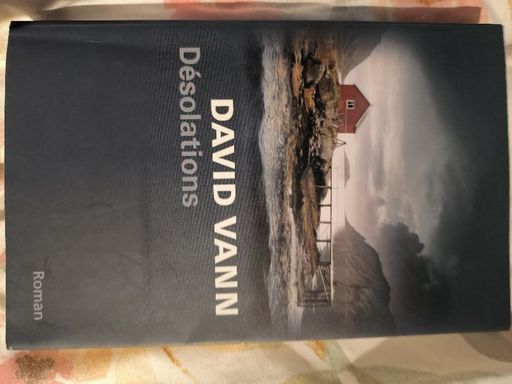 DAVID VANN
Désolations
Roman